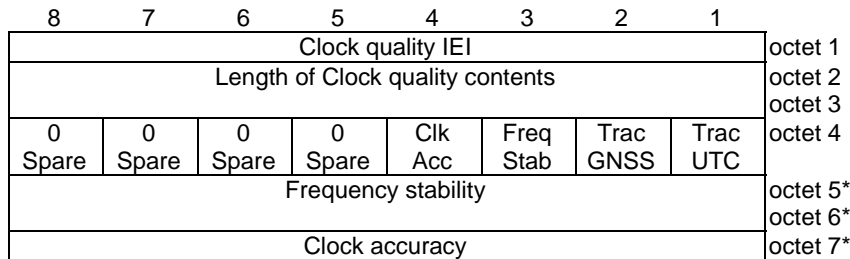 8 7 6 5 4 3 2 1
Clock quality IEI octet 1
Length of Clock quality contents octet 2
octet 3
0 0 0 0 Clk Freq Trac Trac octet 4
Spare Spare Spare Spare Acc Stab GNSS UTC
Frequency stability octet 5*
octet 6*
Clock accuracy octet 7*